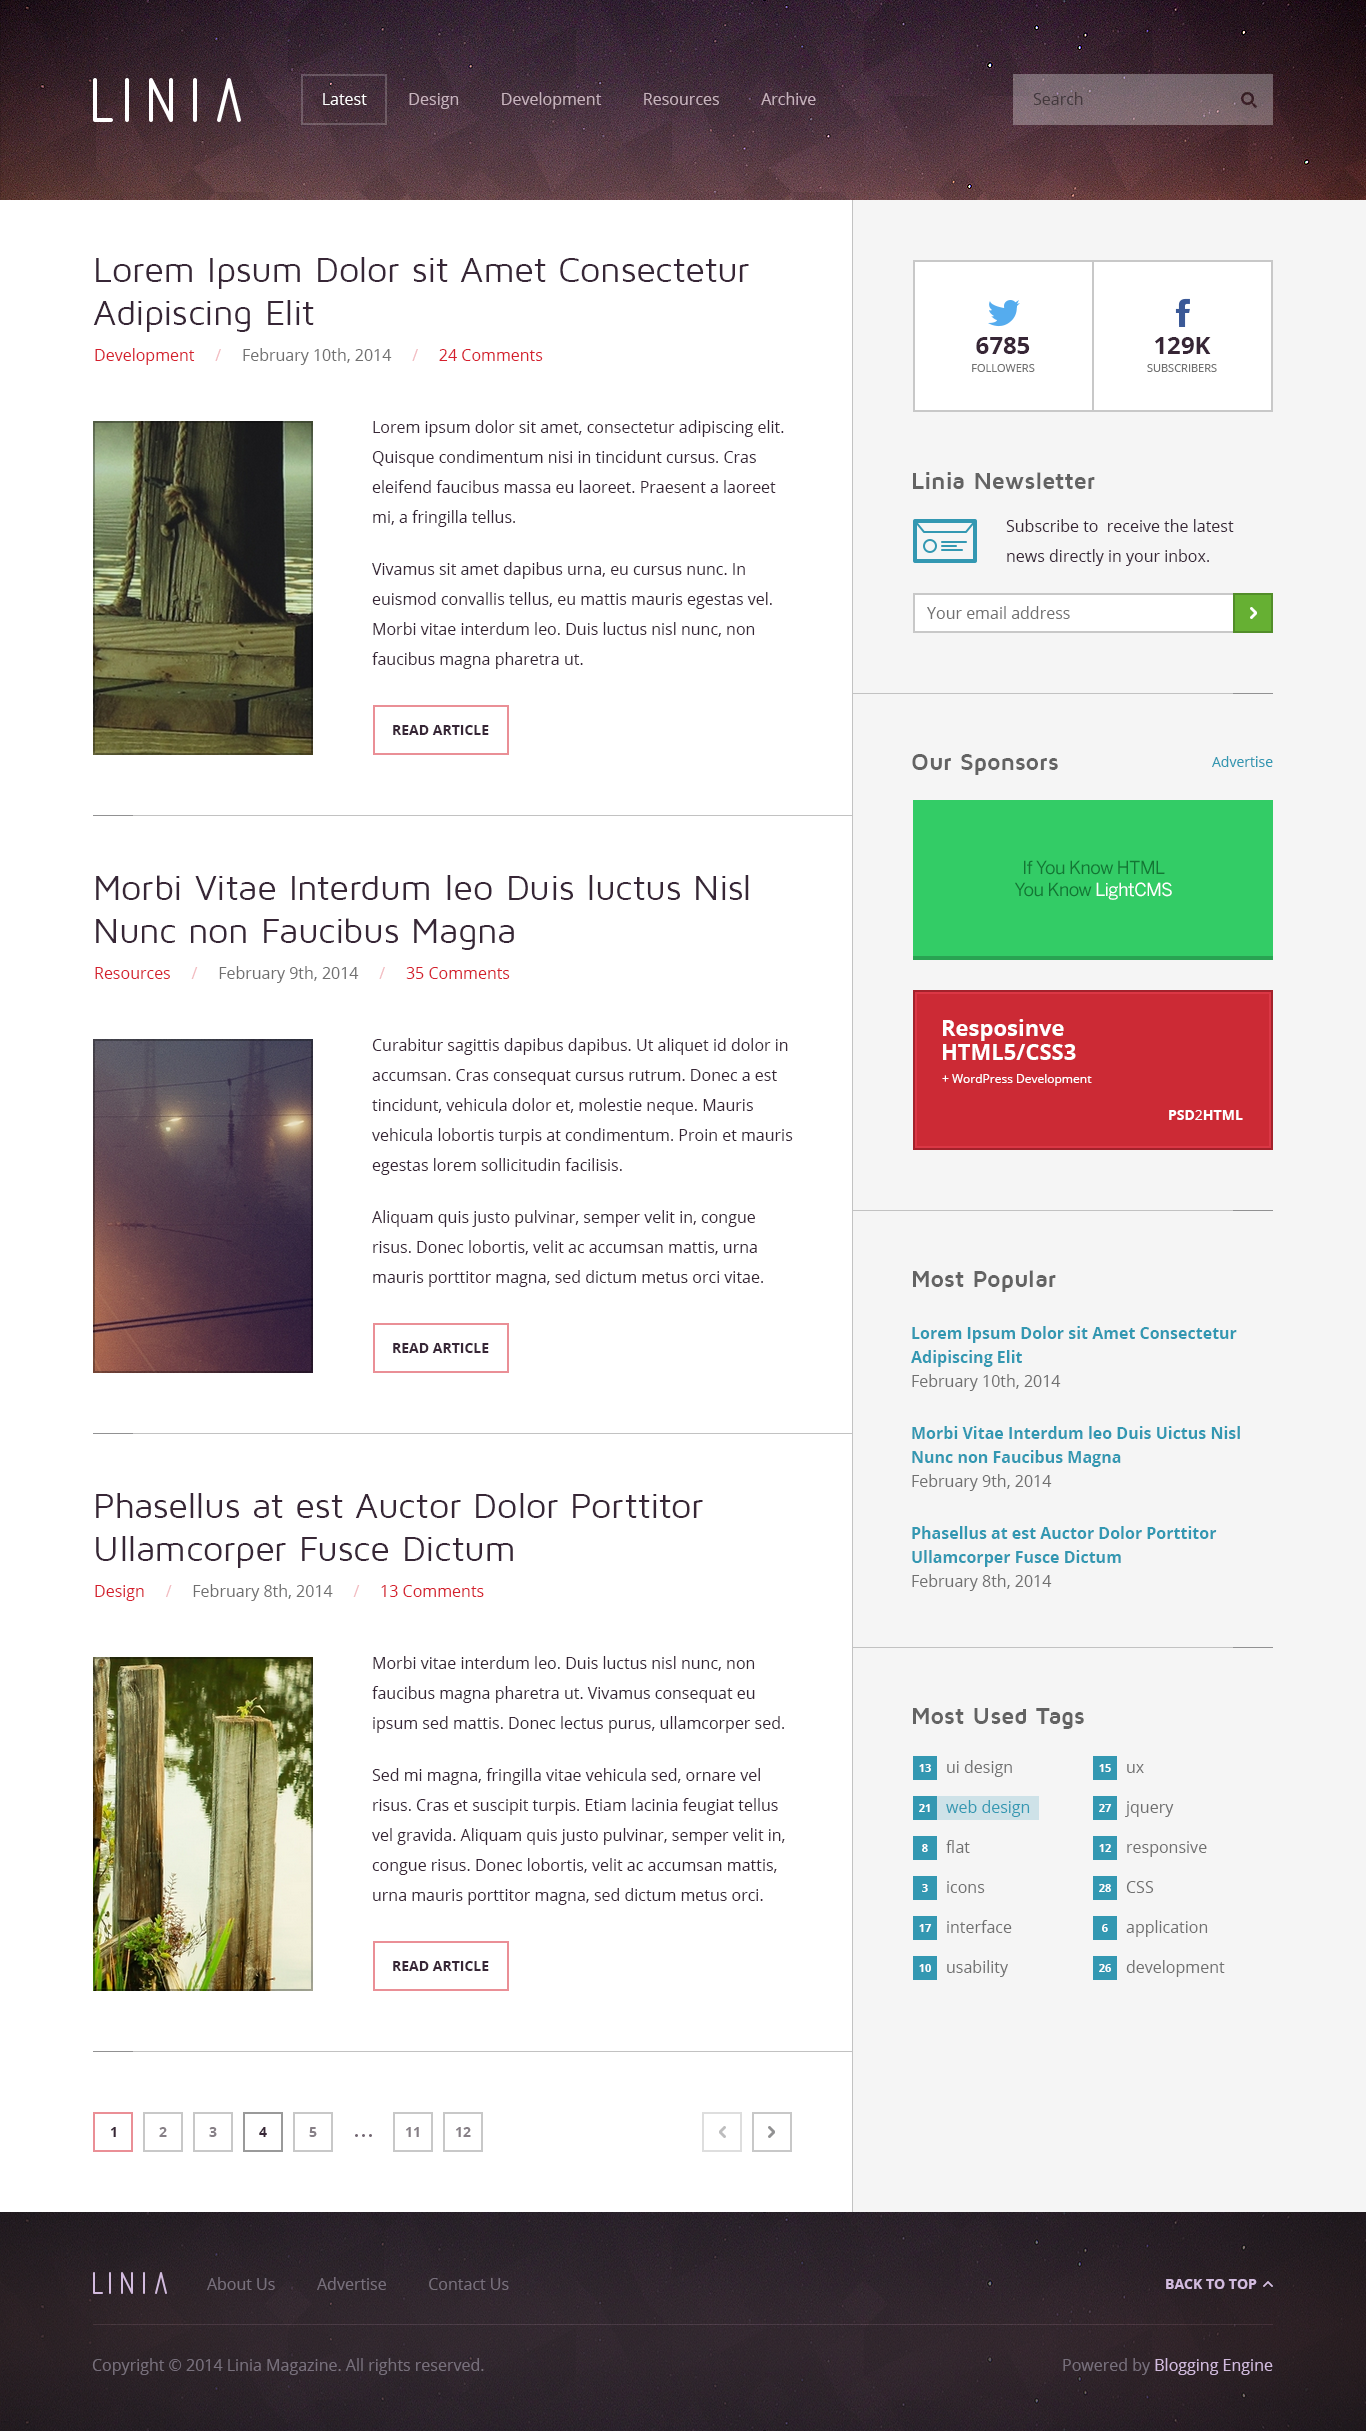 LINIA
Latest
Design
Development
Resources
Archive
Search
Lorem Ipsum Dolor sit Amet Consectetur
Adipiscing Elit
Development / February 10th, 2014 / 24 Comments
Lorem ipsum dolor sit amet, consectetur adipiscing elit.
Quisque condimentum nisi in tincidunt cursus. Cras
eleifend faucibus massa eu laoreet. Praesent a laoreet
mi, a fringilla tellus.
Vivamus sit amet dapibus urna, eu cursus nunc. In
euismod convallis tellus, eu mattis mauris egestas vel.
Morbi vitae interdum leo. Duis luctus nisl nunc, non
faucibus magna pharetra ut.
READ ARTICLE
Morbi Vitae Interdum leo Duis luctus Nisl
Nunc non Faucibus Magna
Resources / February 9th, 2014 / 35 Comments
Curabitur sagittis dapibus dapibus. Ut aliquet id dolor in
accumsan. Cras consequat cursus rutrum. Donec a est
tincidunt, vehicula dolor et, molestie neque. Mauris
vehicula lobortis turpis at condimentum. Proin et mauris
egestas lorem sollicitudin facilisis.
Aliquam quis justo pulvinar, semper velit in, congue
risus. Donec lobortis, velit ac accumsan mattis, urna
mauris porttitor magna, sed dictum metus orci vitae.
READ ARTICLE
Phasellus at est Auctor Dolor Porttitor
Ullamcorper Fusce Dictum
Design / February 8th, 2014 / 13 Comments
Morbi vitae interdum leo. Duis luctus nisl nunc, non
faucibus magna pharetra ut. Vivamus consequat eu
ipsum sed mattis. Donec lectus purus, ullamcorper sed.
Sed mi magna, fringilla vitae vehicula sed, ornare vel
risus. Cras et suscipit turpis. Etiam lacinia feugiat tellus
vel gravida. Aliquam quis justo pulvinar, semper velit in,
congue risus. Donec lobortis, velit ac accumsan mattis,
urna mauris porttitor magna, sed dictum metus orci.
READ ARTICLE
1 2 3 4 5 ... 11 12
6785
FOLLOWERS
129K
SUBSCRIBERS
Linia Newsletter
Subscribe to receive the latest
news directly in your inbox.
Your email address
Our Sponsors
Advertise
If You Know HTML
You Know LightCMS
Resposinve
HTML5/CSS3
+ WordPress Development
PSD2HTML
Most Popular
Lorem Ipsum Dolor sit Amet Consectetur
Adipiscing Elit
February 10th, 2014
Morbi Vitae Interdum leo Duis Uictus Nisl
Nunc non Faucibus Magna
February 9th, 2014
Phasellus at est Auctor Dolor Porttitor
Ullamcorper Fusce Dictum
February 8th, 2014
Most Used Tags
13 ui design
15 ux
21 web design
27 jquery
8 flat
12 responsive
3 icons
28 CSS
17 interface
6 application
10 usability
26 development
LINIA
About Us
Advertise
Contact Us
BACK TO TOP
Copyright © 2014 Linia Magazine. All rights reserved.
Powered by Blogging Engine